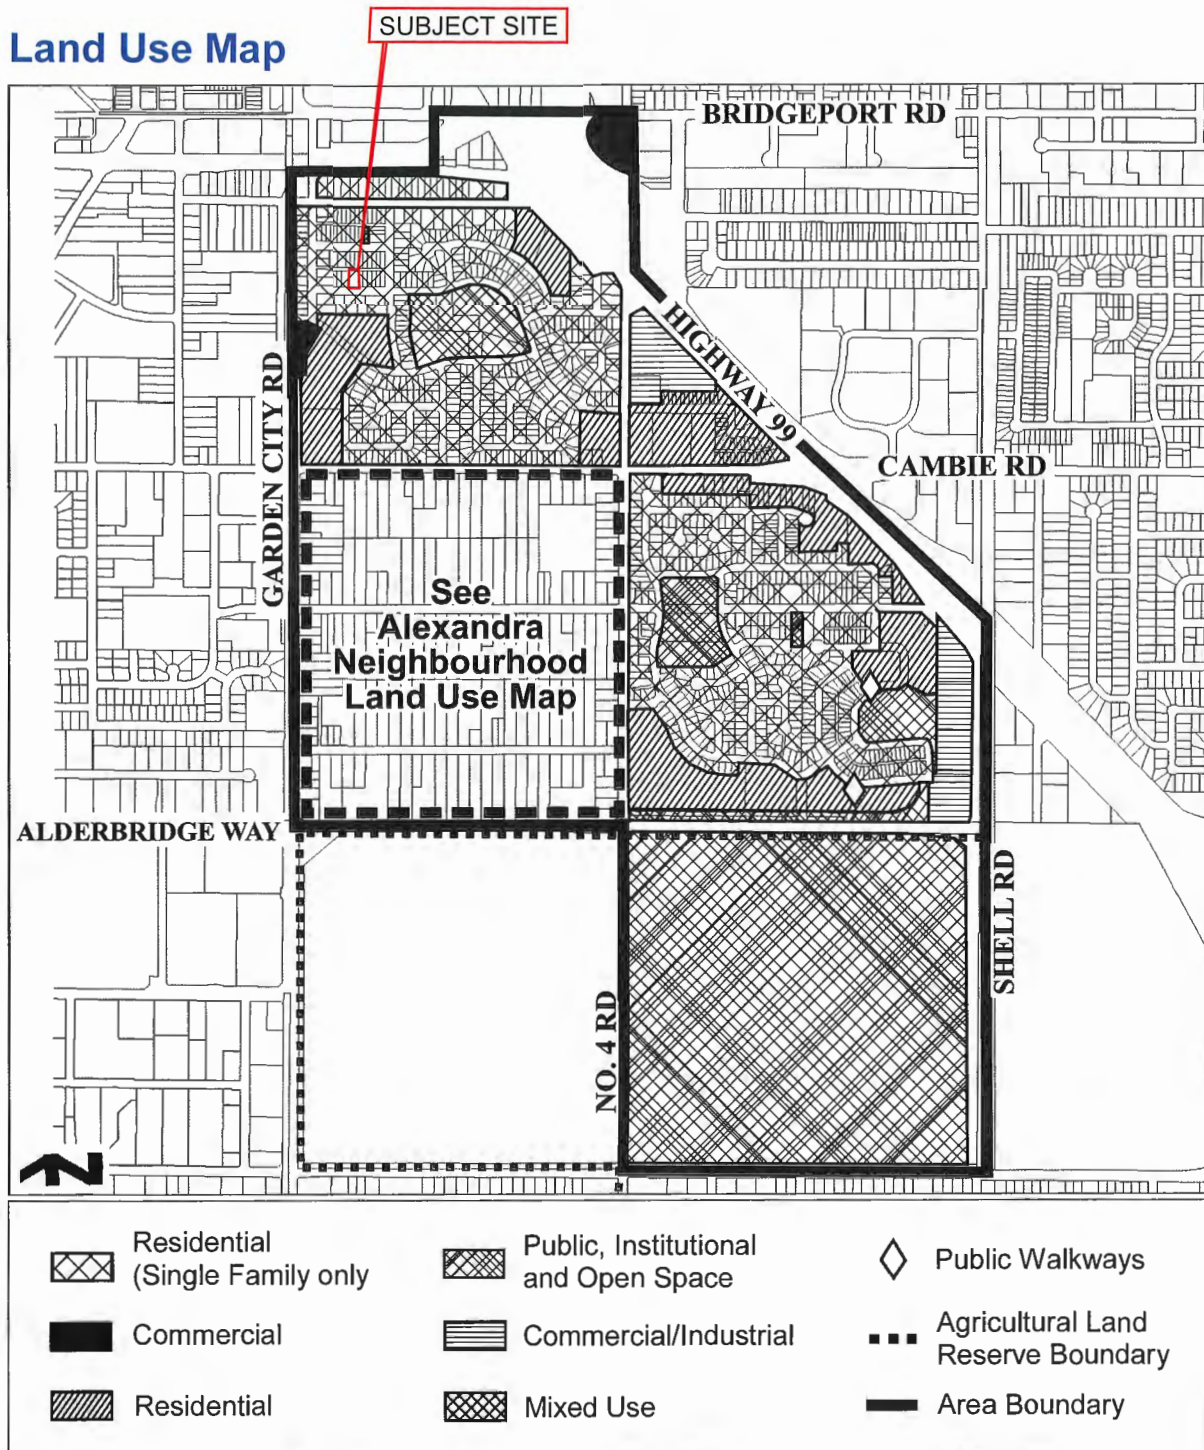 SUBJECT SITE
Land Use Map
BRIDGEPORT RD
HIGHWAY 99
CAMBIE RD
GARDEN CITY RD
See
Alexandra
Neighbourhood
Land Use Map
ALDERBRIDGE WAY
SHELL RD
NO. 4 RD
Residential
(Single Family only
Public, Institutional
and Open Space
Public Walkways
Commercial
Commercial/Industrial
Agricultural Land
Reserve Boundary
Residential
Mixed Use
Area Boundary